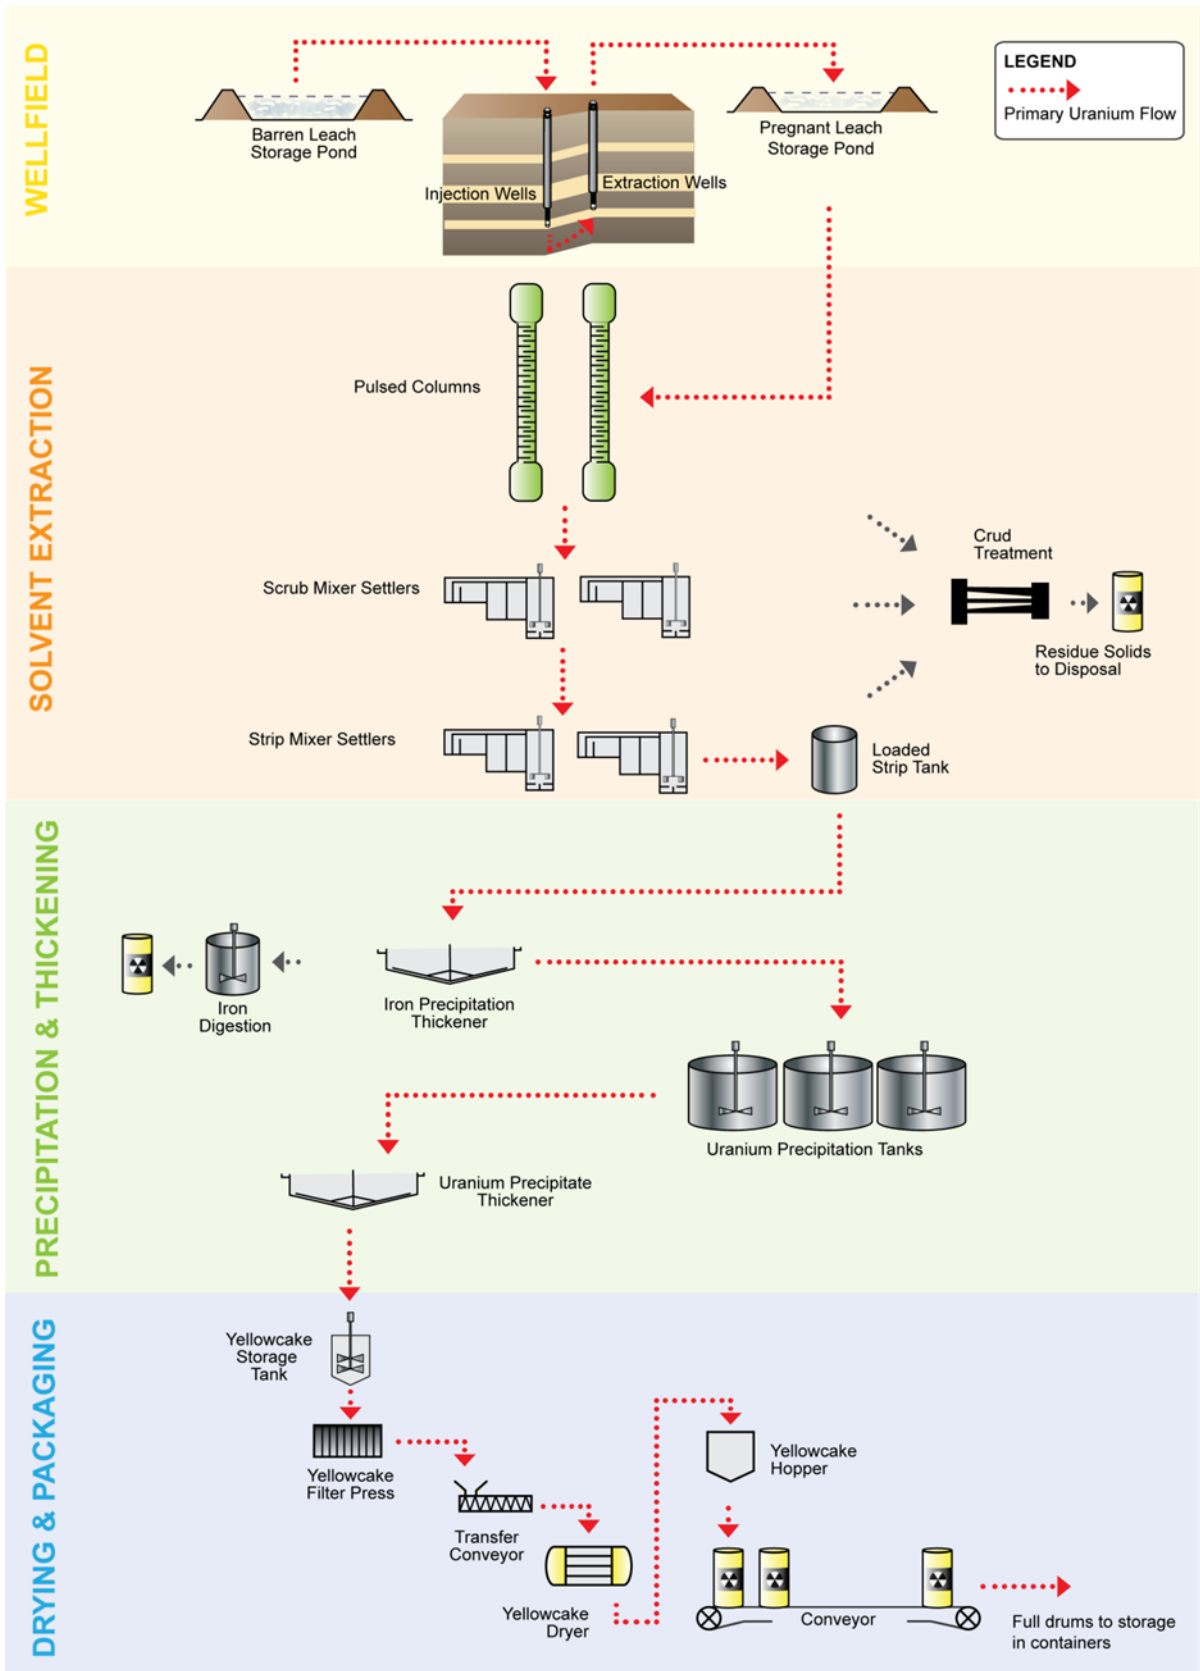 WELLFIELD
LEGEND
Primary Uranium Flow
Barren Leach
Storage Pond
Pregnant Leach
Storage Pond
Injection Wells
Extraction Wells
SOLVENT EXTRACTION
Pulsed Columns
Scrub Mixer Settlers
Crud
Treatment
Residue Solids
to Disposal
Strip Mixer Settlers
Loaded
Strip Tank
PRECIPITATION & THICKENING
Iron
Digestion
Iron Precipitation
Thickener
Uranium Precipitation Tanks
Uranium Precipitate
Thickener
DRYING & PACKAGING
Yellowcake
Storage
Tank
Yellowcake
Filter Press
Transfer
Conveyor
Yellowcake
Dryer
Yellowcake
Hopper
Conveyor
Full drums to storage
in containers